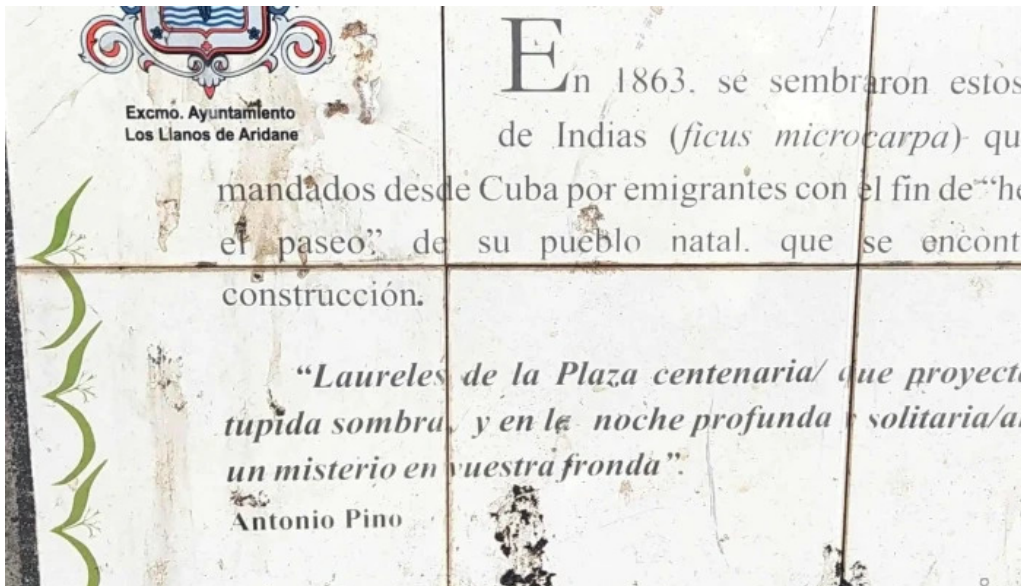 Excmo. Ayuntamiento
Los Llanos de Aridane
En 1863. se sembraron estos
de Indias (ficus microcarpa) qu
mandados desde Cuba por emigrantes con el fin de "he
el paseo" de su pueblo natal. que se encont
construcción.
"Laureles de la Plaza centenaria/ que proyect
tupida sombra, y en la noche profunda y solitaria/a
un misterio en vuestra fronda".
Antonio Pino